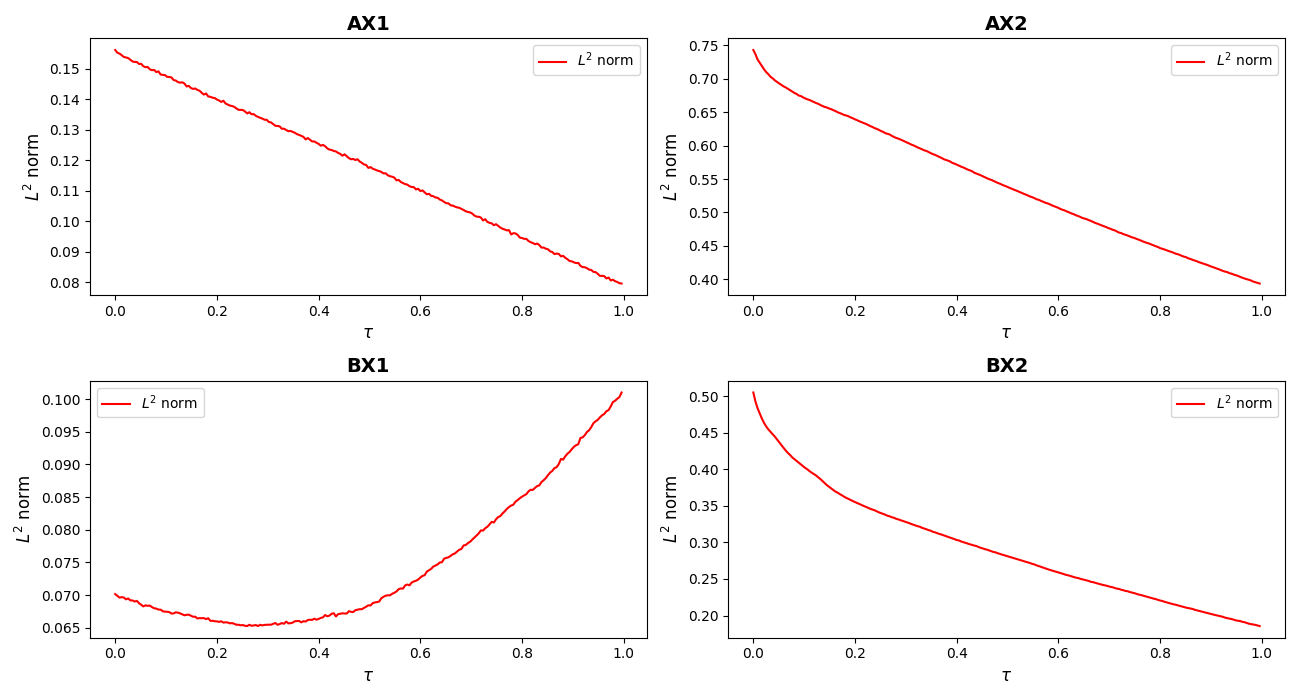 AX1
L² norm
0.15
0.14
0.13
0.12
0.11
0.10
0.09
0.08
L² norm
0.0 0.2 0.4 0.6 0.8 1.0
τ
AX2
L² norm
0.75
0.70
0.65
0.60
0.55
0.50
0.45
0.40
L² norm
0.0 0.2 0.4 0.6 0.8 1.0
τ
BX1
L² norm
0.100
0.095
0.090
0.085
0.080
0.075
0.070
0.065
L² norm
0.0 0.2 0.4 0.6 0.8 1.0
τ
BX2
L² norm
0.50
0.45
0.40
0.35
0.30
0.25
0.20
L² norm
0.0 0.2 0.4 0.6 0.8 1.0
τ